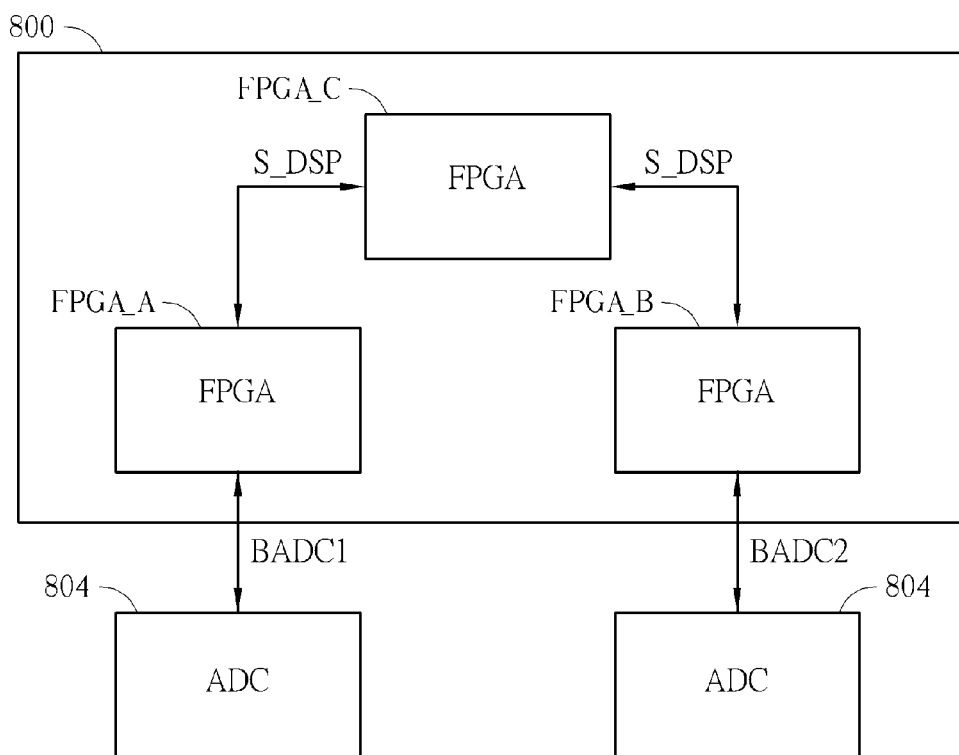 800
FPGA_C
S_DSP
FPGA
S_DSP
FPGA_A
FPGA_B
FPGA
FPGA
BADC1
BADC2
804
804
ADC
ADC